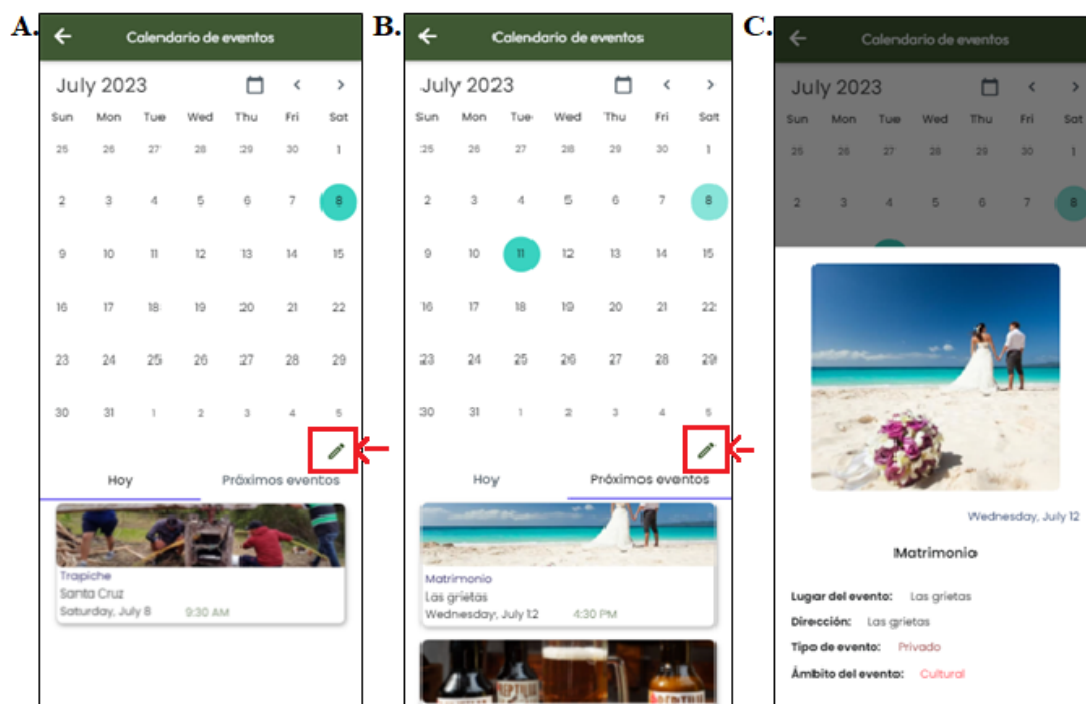 A.
Calendario de eventos
July 2023
Sun Mon Tue Wed Thu Fri Sat
25 26 27 28 29 30 1
2 3 4 5 6 7 8
9 10 11 12 13 14 15
16 17 18 19 20 21 22
23 24 25 26 27 28 29
30 31 1 2 3 4 5
Hoy Próximos eventos
Trapiche
Santa Cruz
Saturday, July 8 9:30 AM
B.
Calendario de eventos
July 2023
Sun Mon Tue Wed Thu Fri Sat
25 26 27 28 29 30 1
2 3 4 5 6 7 8
9 10 11 12 13 14 15
16 17 18 19 20 21 22
23 24 25 26 27 28 29
30 31 1 2 3 4 5
Hoy Próximos eventos
Matrimonio
Las grietas
Wednesday, July 12 4:30 PM
C.
Calendario de eventos
July 2023
Sun Mon Tue Wed Thu Fri Sat
25 26 27 28 29 30 1
2 3 4 5 6 7 8
Wednesday, July 12
Matrimonio
Lugar del evento: Las grietas
Dirección: Las grietas
Tipo de evento: Privado
Ámbito del evento: Cultural